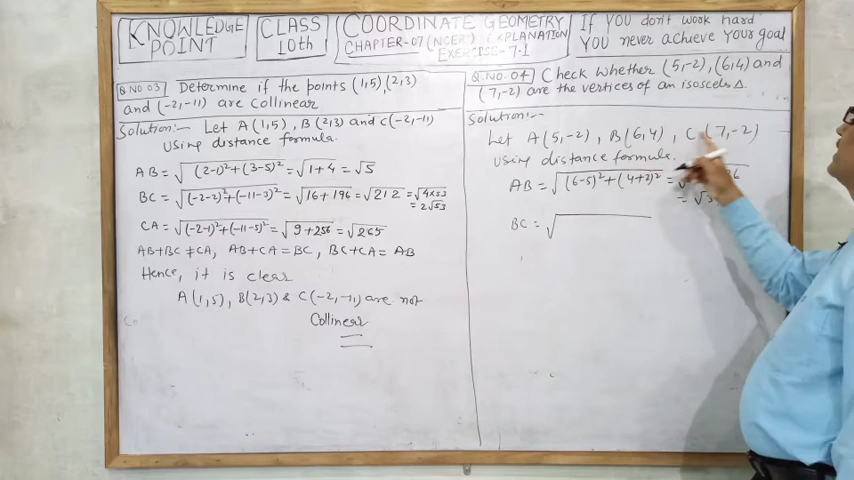 KNOWLEDGE
POINT
CLASS
10th
COORDINATE GEOMETRY
CHAPTER-07 (NCERT) EXPLANATION
EXERCISE-7.1
If YOU don't work hard
YOU never achieve your goal
Q.NO 03 Determine if the points (1,5), (2,3)
and (-2,-11) are collinear
Solution:- Let A(1,5), B(2,3) and C(-2,-11)
Using distance formula.
AB = √(2-1)²+(3-5)² = √1+4 = √5
BC = √(-2-2)²+(-11-3)² = √16+196 = √212 = √4×53
= 2√53
CA = √(-2-1)²+(-11-5)² = √9+256 = √265
AB+BC ≠ CA, AB+CA = BC, BC+CA = AB
Hence, it is clear
A(1,5), B(2,3) & C(-2,-11) are not
Collinear
Q.NO.04 Check whether (5,-2), (6,4) and
(7,-2) are the vertices of an isosceles Δ.
Solution:-
Let A(5,-2), B(6,4), C(7,-2)
Using distance formula.
AB = √(6-5)²+(4+2)² = √
= √3
BC = √